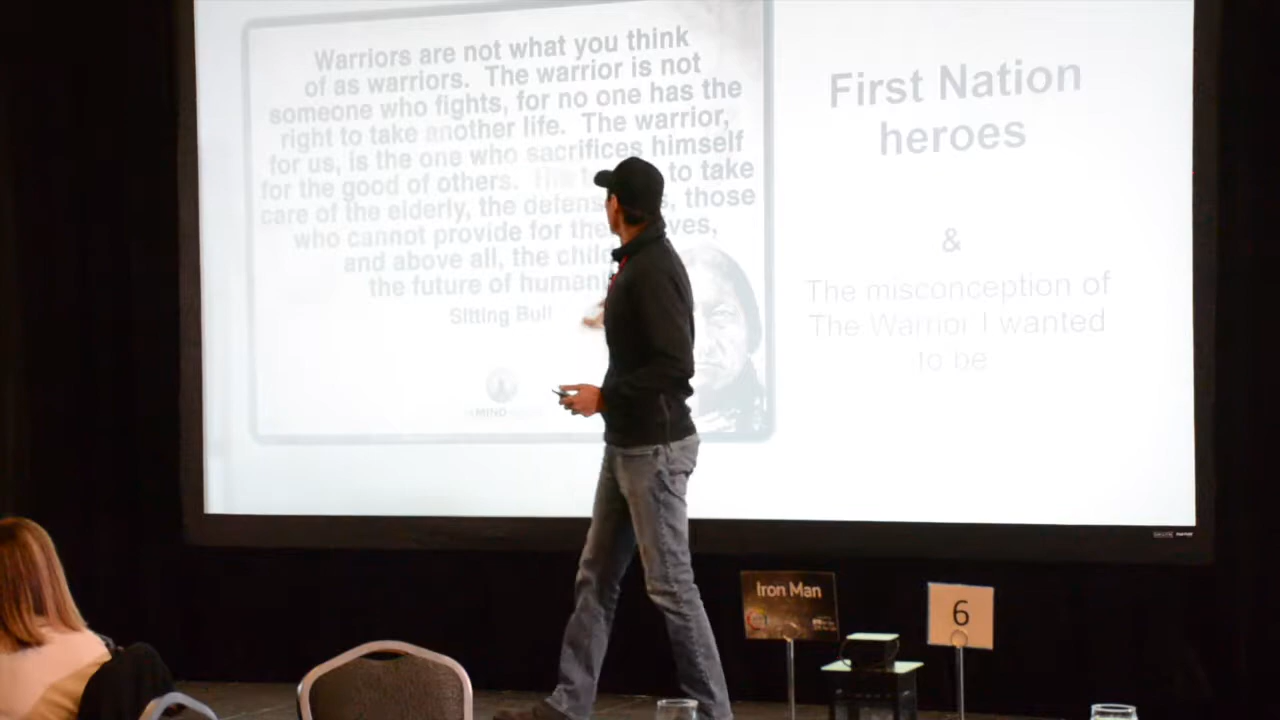 Warriors are not what you think
of as warriors. The warrior is not
someone who fights, for no one has the
right to take another life. The warrior,
for us, is the one who sacrifices himself
for the good of others. to take
care of the elderly, the those
who cannot provide for
and above all, the
the future of
Sitting Bull
MIND
First Nation
heroes
&
The misconception of
The Warrior I wanted
to be
Iron Man
6